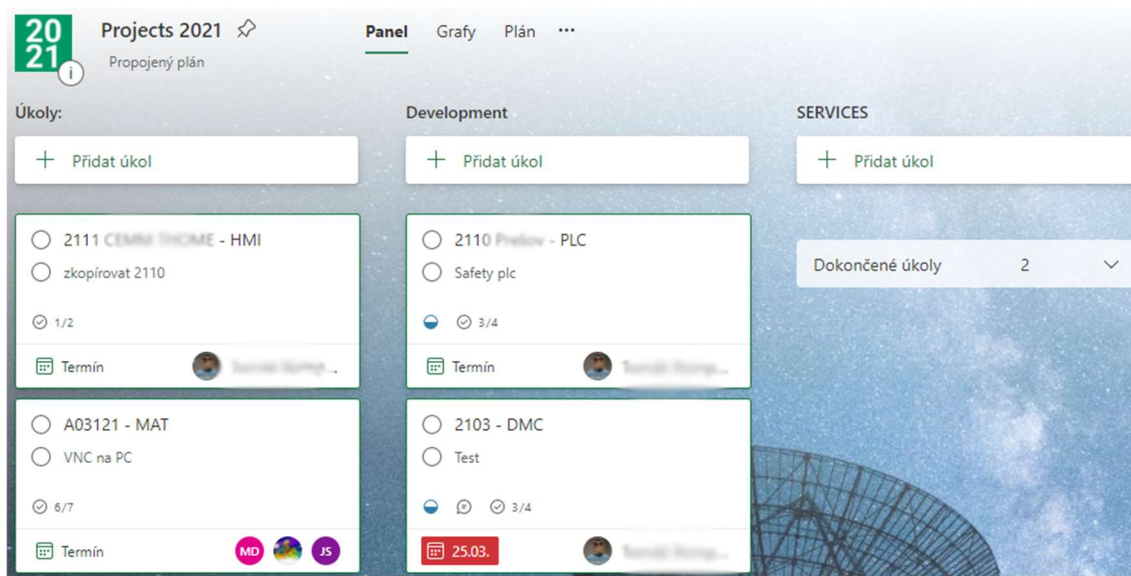 20
21
Projects 2021
Propojený plán
Panel Grafy Plán ...
Úkoly:
Přidat úkol
2111 - HMI
zkopírovat 2110
1/2
Termín
A03121 - MAT
VNC na PC
6/7
Termín
MD
JS
Development
Přidat úkol
2110 - PLC
Safety plc
3/4
Termín
2103 - DMC
Test
3/4
25.03.
SERVICES
Přidat úkol
Dokončené úkoly 2